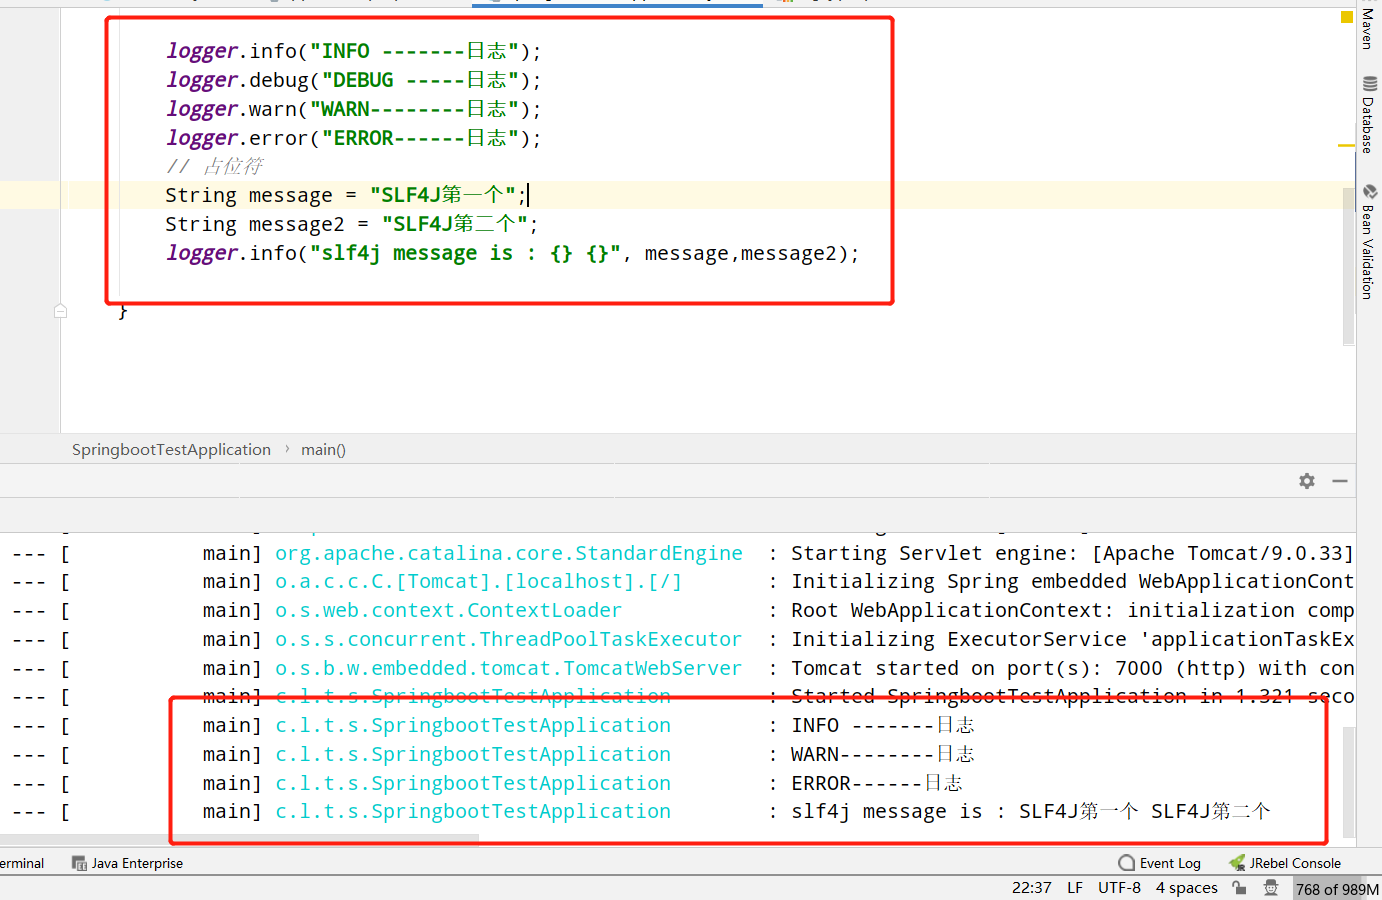 logger.info("INFO -------日志");
logger.debug("DEBUG -----日志");
logger.warn("WARN--------日志");
logger.error("ERROR------日志");
// 占位符
String message = "SLF4J第一个";
String message2 = "SLF4J第二个";
logger.info("slf4j message is : {} {}", message,message2);
}
Maven
Database
Bean Validation
SpringbootTestApplication › main()
--- [ main] org.apache.catalina.core.StandardEngine : Starting Servlet engine: [Apache Tomcat/9.0.33]
--- [ main] o.a.c.c.C.[Tomcat].[localhost].[/] : Initializing Spring embedded WebApplicationCont
--- [ main] o.s.web.context.ContextLoader : Root WebApplicationContext: initialization comp
--- [ main] o.s.s.concurrent.ThreadPoolTaskExecutor : Initializing ExecutorService 'applicationTaskEx
--- [ main] o.s.b.w.embedded.tomcat.TomcatWebServer : Tomcat started on port(s): 7000 (http) with con
--- [ main] c.l.t.s.SpringbootTestApplication : Started SpringbootTestApplication in 1.321 seco
--- [ main] c.l.t.s.SpringbootTestApplication : INFO -------日志
--- [ main] c.l.t.s.SpringbootTestApplication : WARN--------日志
--- [ main] c.l.t.s.SpringbootTestApplication : ERROR------日志
--- [ main] c.l.t.s.SpringbootTestApplication : slf4j message is : SLF4J第一个 SLF4J第二个
erminal Java Enterprise Event Log JRebel Console
22:37 LF UTF-8 4 spaces 768 of 989M